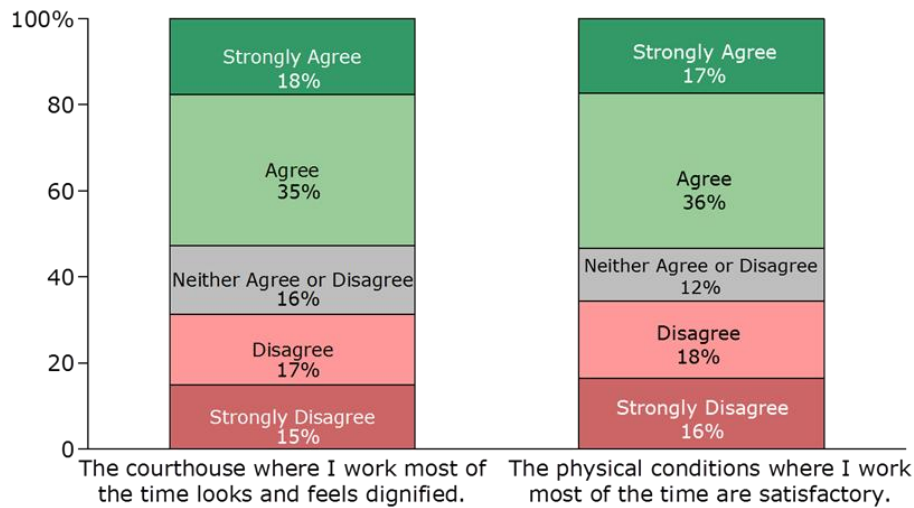 100%
80
60
40
20
0
Strongly Agree
18%
Agree
35%
Neither Agree or Disagree
16%
Disagree
17%
Strongly Disagree
15%
The courthouse where I work most of
the time looks and feels dignified.
Strongly Agree
17%
Agree
36%
Neither Agree or Disagree
12%
Disagree
18%
Strongly Disagree
16%
The physical conditions where I work
most of the time are satisfactory.